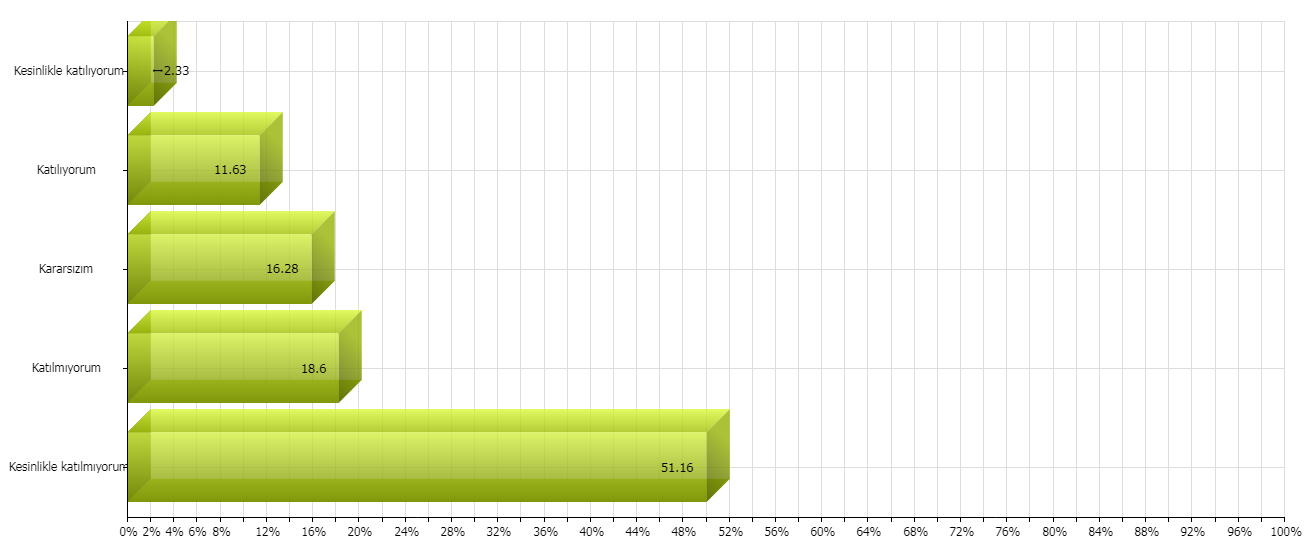 Kesinlikle katılıyorum
←2.33
Katılıyorum
11.63
Kararsızım
16.28
Katılmıyorum
18.6
Kesinlikle katılmıyorum
51.16
0% 2% 4% 6% 8% 12% 16% 20% 24% 28% 32% 36% 40% 44% 48% 52% 56% 60% 64% 68% 72% 76% 80% 84% 88% 92% 96% 100%